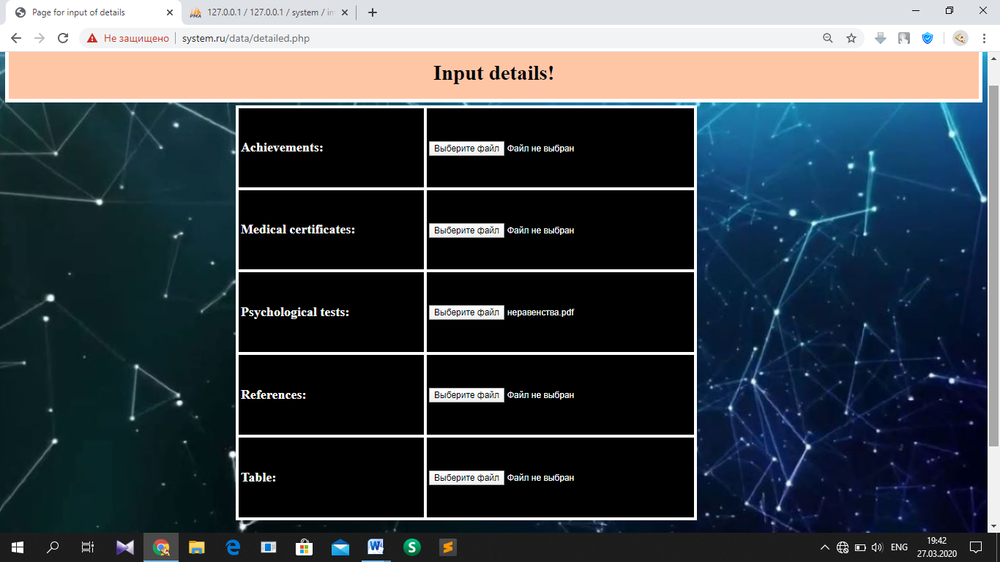 Page for input of details
127.0.0.1 / 127.0.0.1 / system / im
Не защищено system.ru/data/detailed.php
Input details!
Achievements: Выберите файл Файл не выбран
Medical certificates: Выберите файл Файл не выбран
Psychological tests: Выберите файл неравенства.pdf
References: Выберите файл Файл не выбран
Table: Выберите файл Файл не выбран
ENG
19:42
27.03.2020